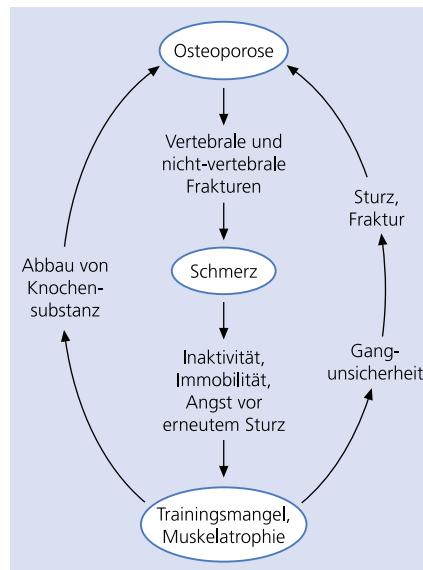 Osteoporose
Vertebrale und
nicht-vertebrale
Frakturen
Sturz,
Fraktur
Abbau von
Knochen-
substanz
Schmerz
Inaktivität,
Immobilität,
Angst vor
erneutem Sturz
Gang-
unsicherheit
Trainingsmangel,
Muskelatrophie